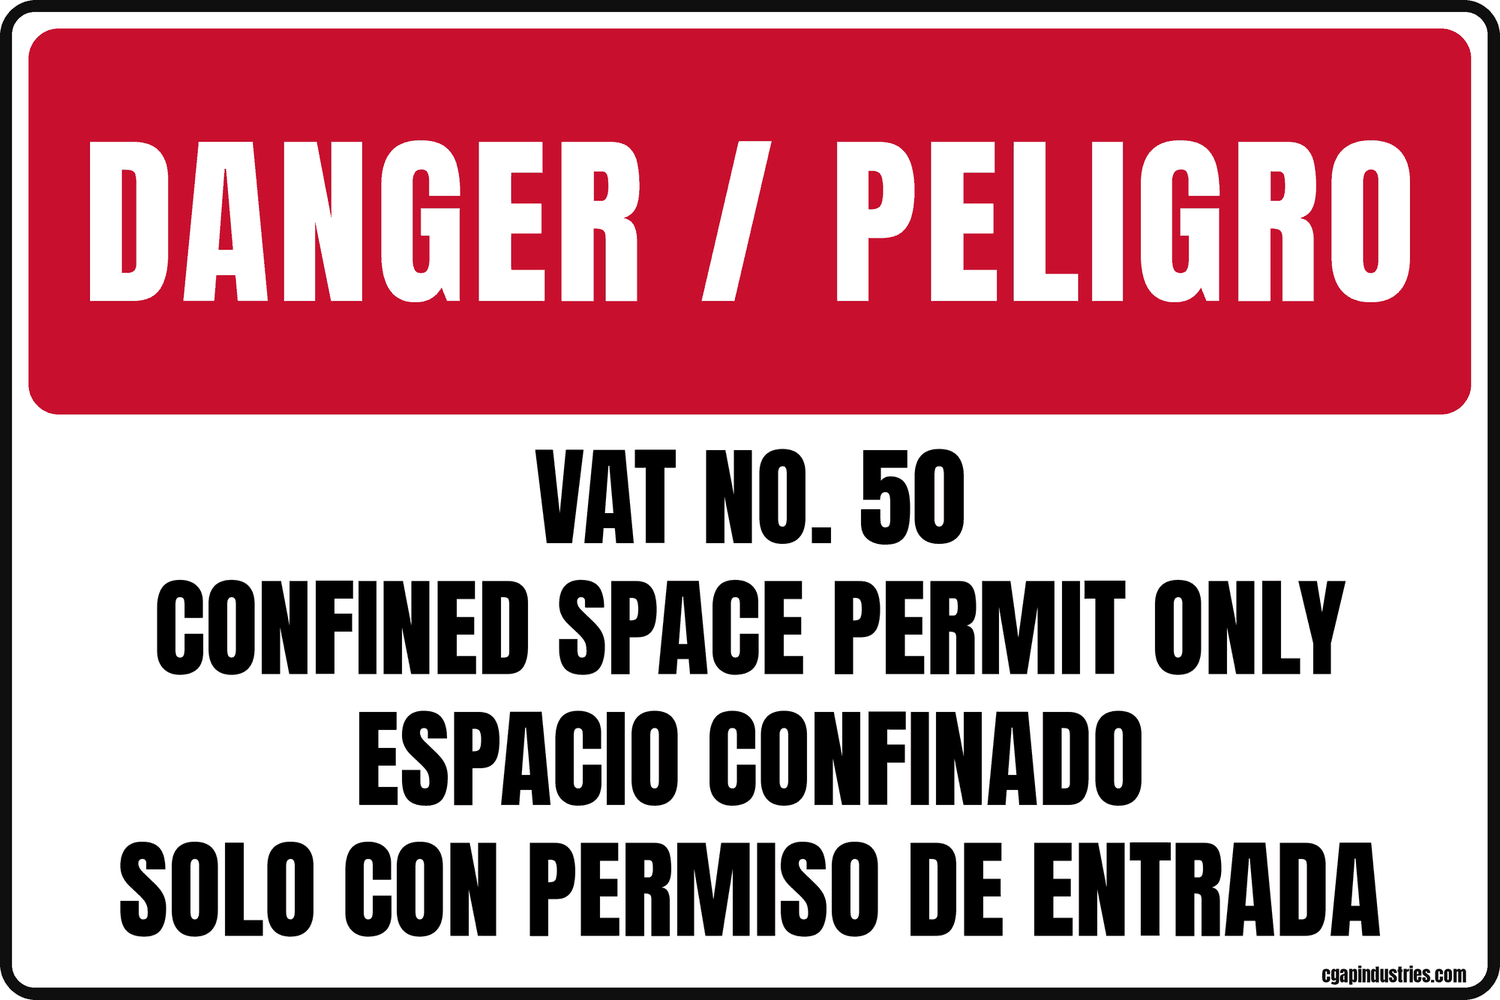 DANGER / PELIGRO
VAT NO. 50
CONFINED SPACE PERMIT ONLY
ESPACIO CONFINADO
SOLO CON PERMISO DE ENTRADA
cgapindustries.com